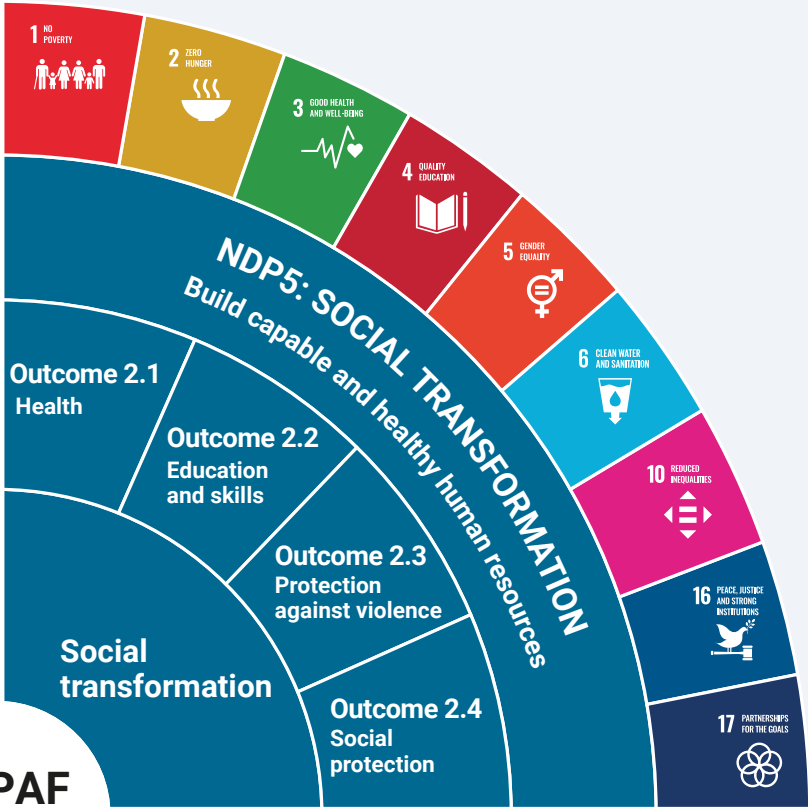 1 NO
POVERTY
2 ZERO
HUNGER
3 GOOD HEALTH
AND WELL-BEING
4 QUALITY
EDUCATION
5 GENDER
EQUALITY
6 CLEAN WATER
AND SANITATION
10 REDUCED
INEQUALITIES
16 PEACE, JUSTICE
AND STRONG
INSTITUTIONS
17 PARTNERSHIPS
FOR THE GOALS
NDP5: SOCIAL TRANSFORMATION
Build capable and healthy human resources
Outcome 2.1
Health
Outcome 2.2
Education
and skills
Outcome 2.3
Protection
against violence
Outcome 2.4
Social
protection
Social
transformation
PAF